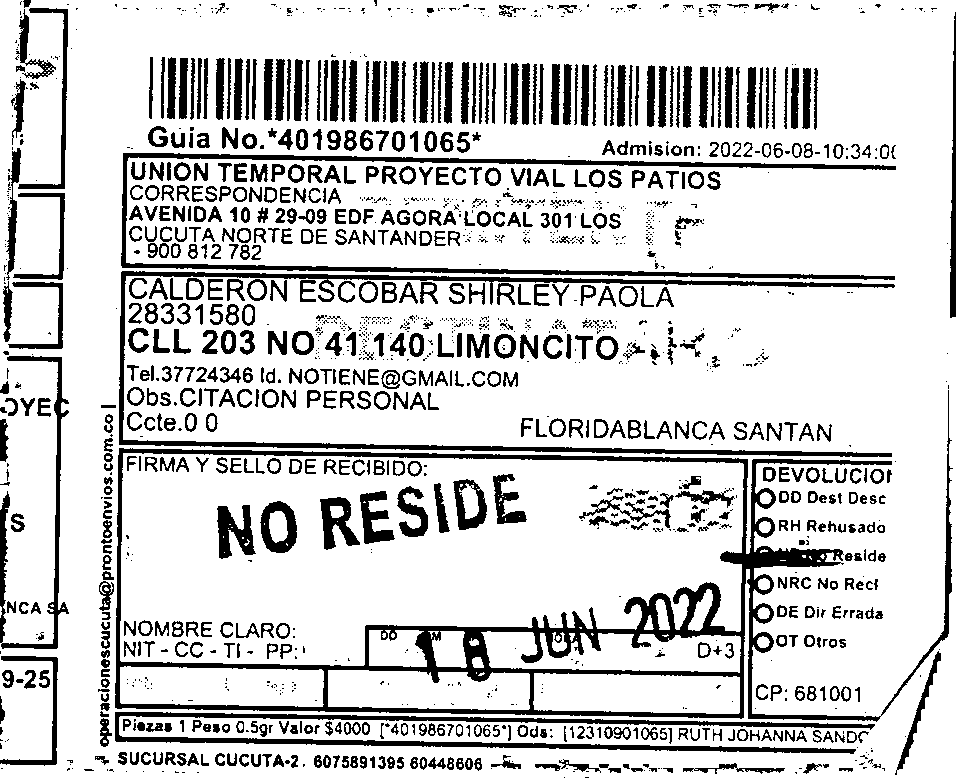 Guia No.*401986701065*
Admision: 2022-06-08-10:34:00
UNION TEMPORAL PROYECTO VIAL LOS PATIOS
CORRESPONDENCIA
AVENIDA 10 # 29-09 EDF AGORA LOCAL 301 LOS
CUCUTA NORTE DE SANTANDER
- 900 812 782
CALDERON ESCOBAR SHIRLEY PAOLA
28331580
CLL 203 NO 41 140 LIMONCITO
Tel.37724346 Id. NOTIENE@GMAIL.COM
Obs.CITACION PERSONAL
Ccte.0 0
FLORIDABLANCA SANTAN
FIRMA Y SELLO DE RECIBIDO:
NO RESIDE
18 JUN 2022
NOMBRE CLARO:
NIT - CC - TI - PP:
DD
D+3
DEVOLUCION
DD Dest Desc
RH Rehusado
No Reside
NRC No Recl
DE Dir Errada
OT Otros
CP: 681001
Piezas 1 Peso 0.5gr Valor $4000 [*401986701065*] Ods: [12310901065] RUTH JOHANNA SANDO
SUCURSAL CUCUTA-2. 6075891395 60448606
operacionescucuta@prontoenvios.com.co
OYEC
S
NCA SA
9-25